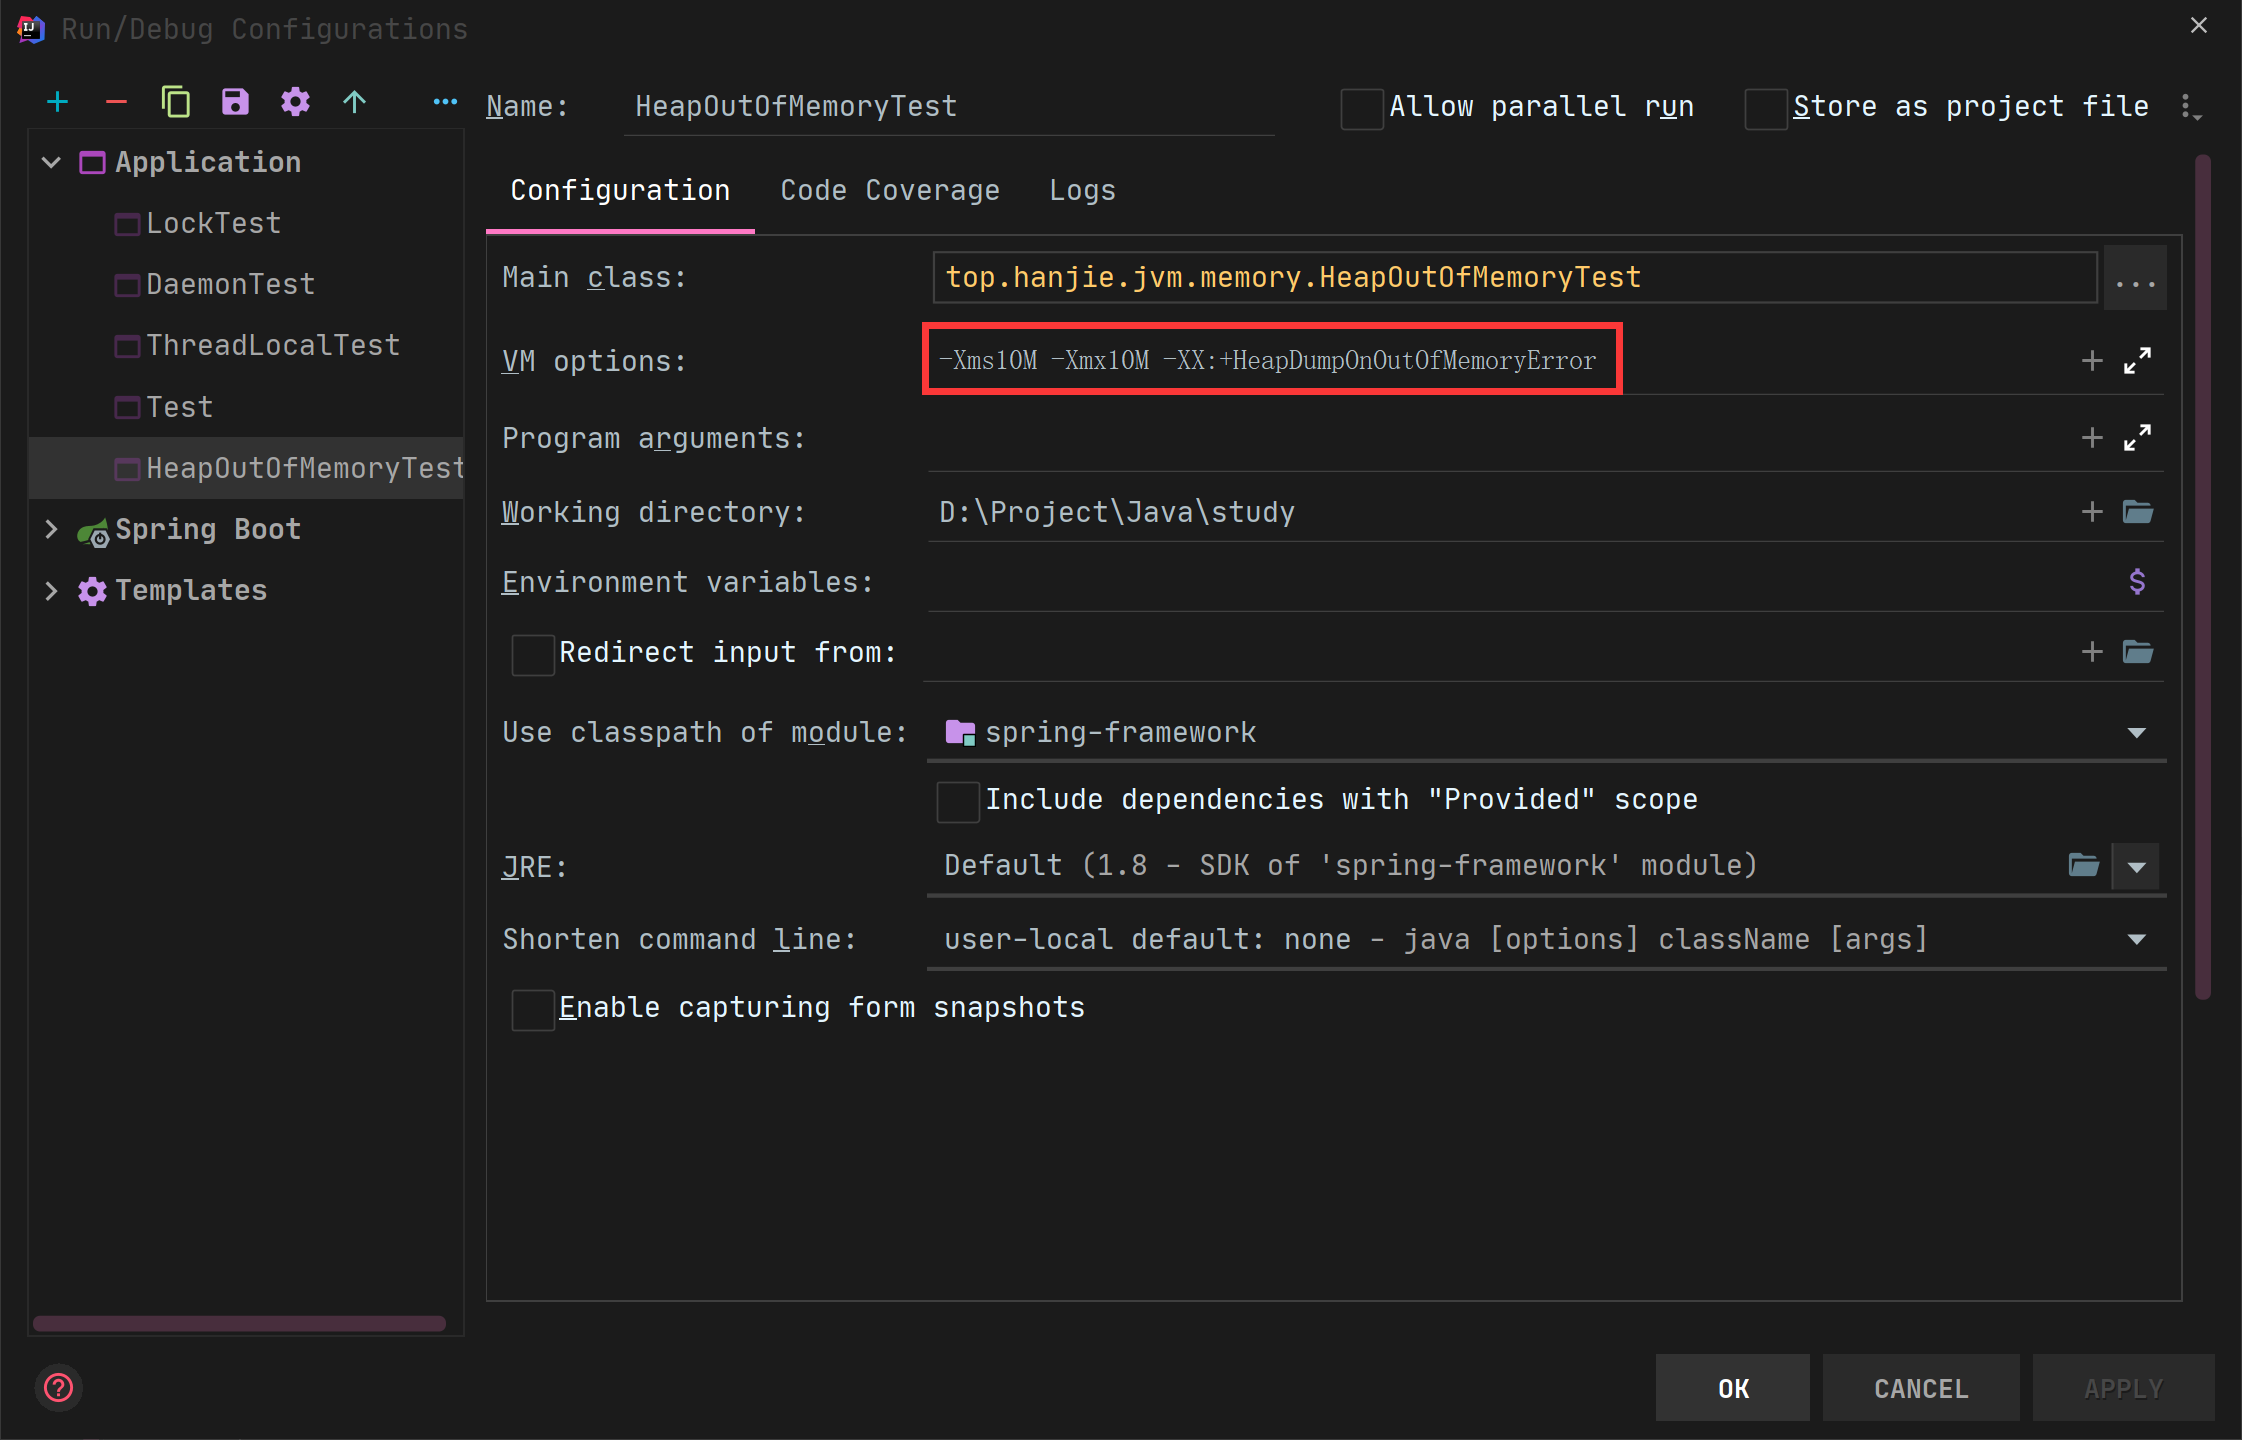 Run/Debug Configurations
Name: HeapOutOfMemoryTest
Allow parallel run
Store as project file
Application
LockTest
DaemonTest
ThreadLocalTest
Test
HeapOutOfMemoryTest
Spring Boot
Templates
Configuration Code Coverage Logs
Main class: top.hanjie.jvm.memory.HeapOutOfMemoryTest ...
VM options: -Xms10M -Xmx10M -XX:+HeapDumpOnOutOfMemoryError
Program arguments:
Working directory: D:\Project\Java\study
Environment variables:
Redirect input from:
Use classpath of module: spring-framework
Include dependencies with "Provided" scope
JRE: Default (1.8 - SDK of 'spring-framework' module)
Shorten command line: user-local default: none - java [options] className [args]
Enable capturing form snapshots
OK CANCEL APPLY